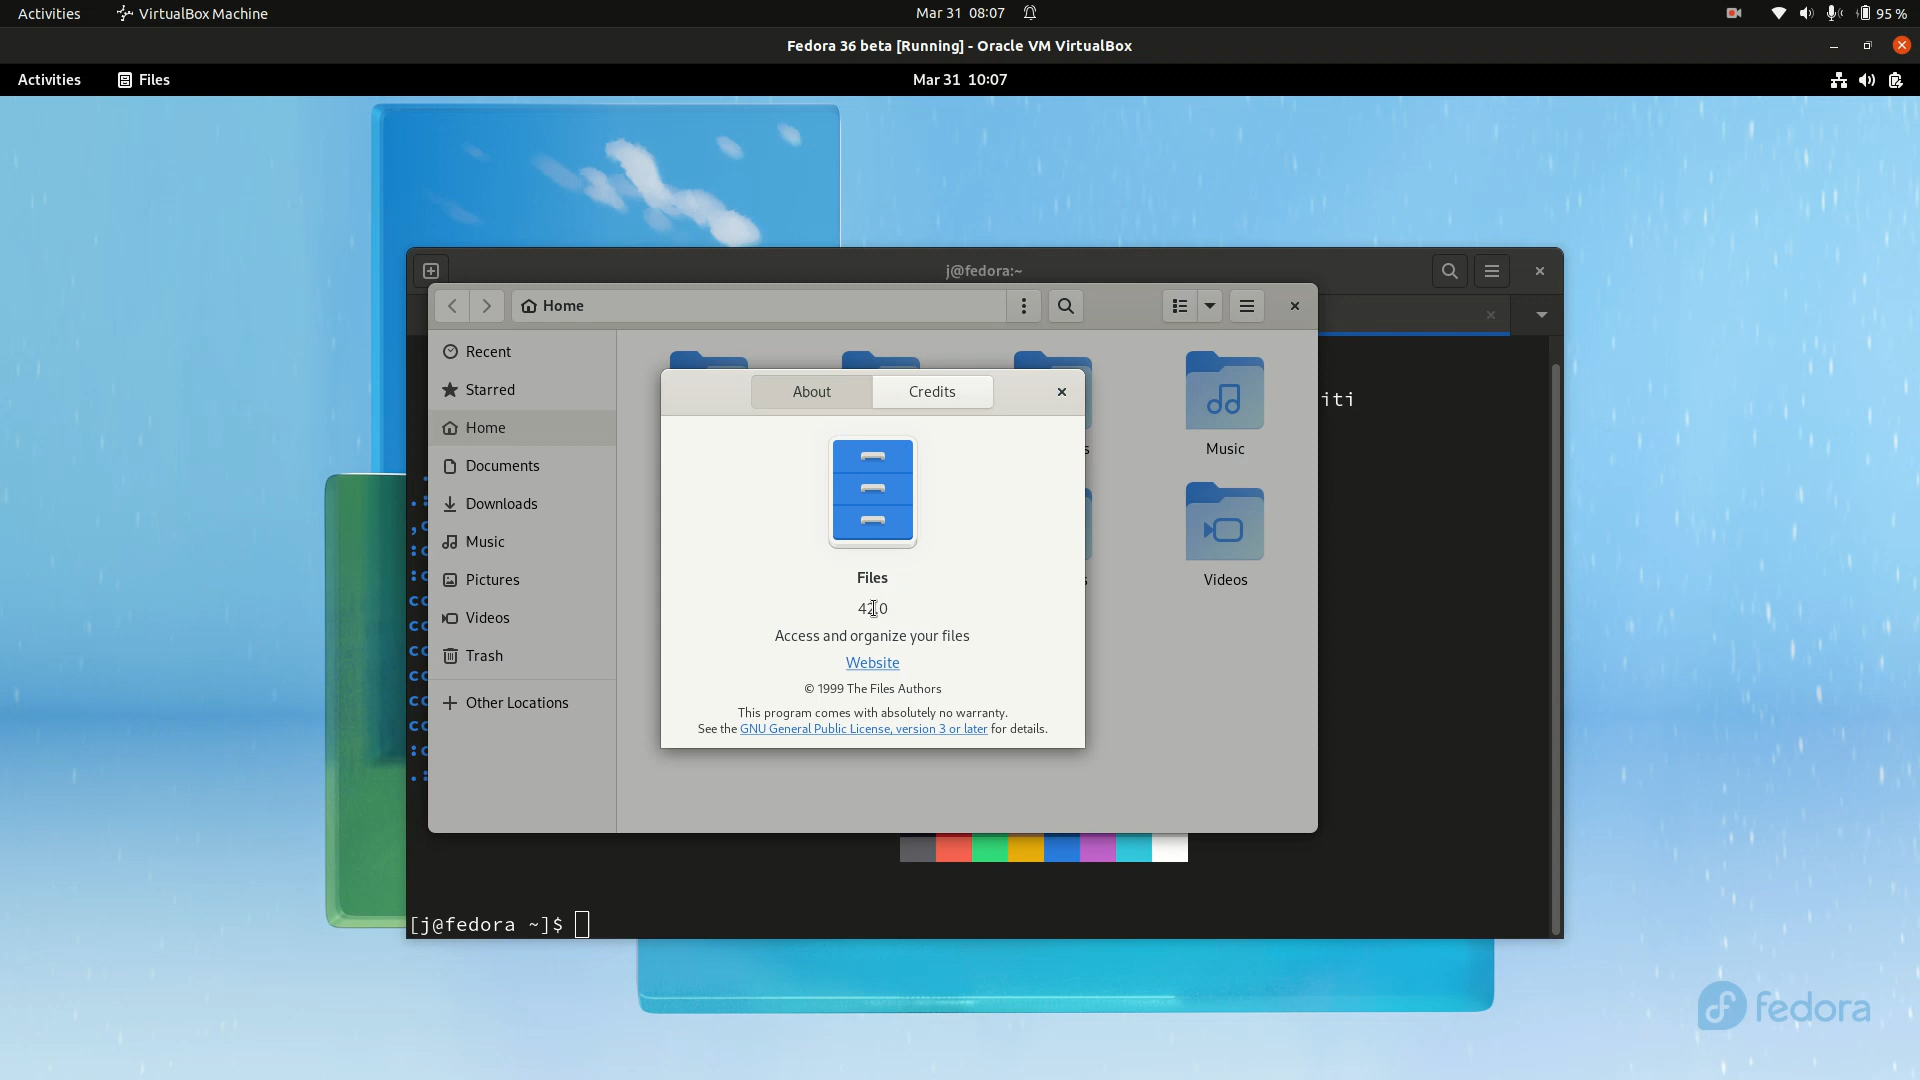 Activities VirtualBox Machine Mar 31 08:07 95 %
Fedora 36 beta [Running] - Oracle VM VirtualBox
Activities Files Mar 31 10:07
j@fedora:~
Home
Recent
Starred
Home
Documents
Downloads
Music
Pictures
Videos
Trash
Other Locations
Music
Videos
About Credits
Files
42.0
Access and organize your files
Website
© 1999 The Files Authors
This program comes with absolutely no warranty.
See the GNU General Public License, version 3 or later for details.
[j@fedora ~]$
fedora